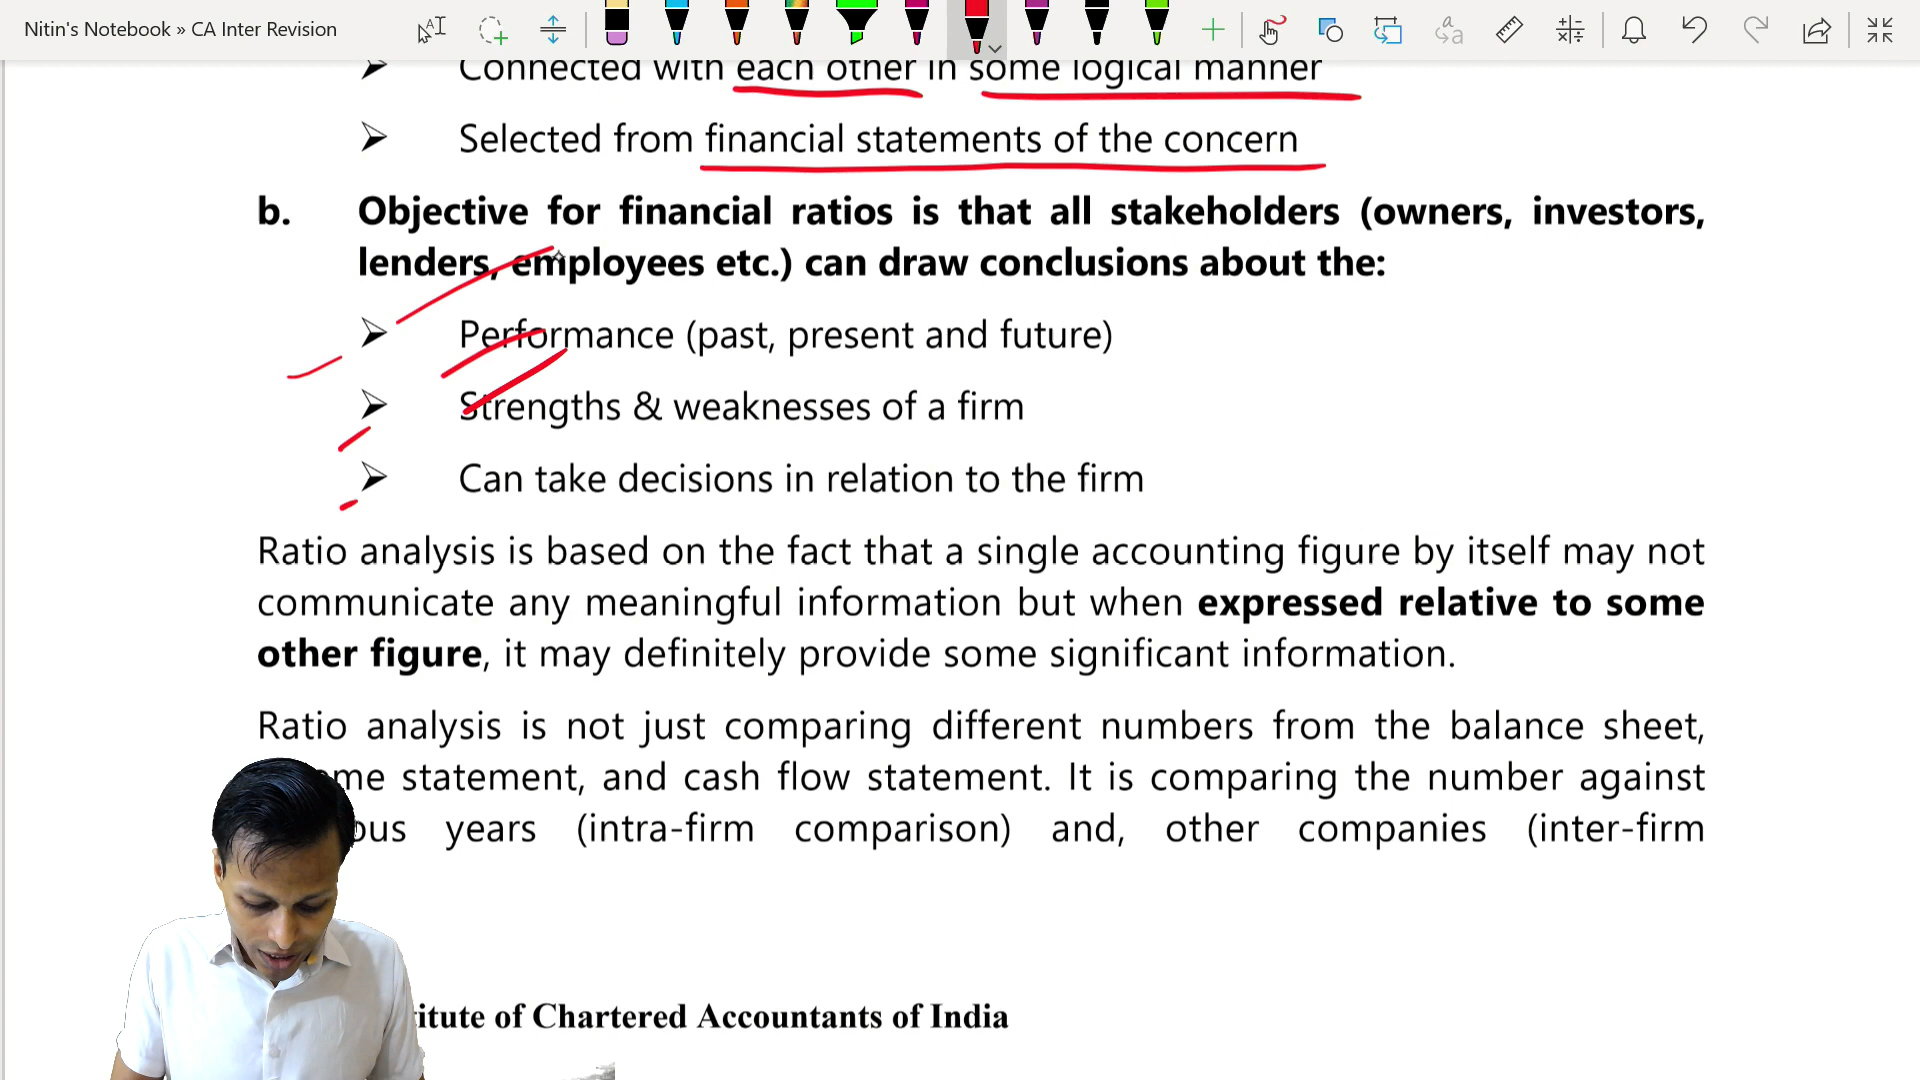 Nitin's Notebook » CA Inter Revision
Connected with each other in some logical manner
Selected from financial statements of the concern
b. Objective for financial ratios is that all stakeholders (owners, investors,
lenders, employees etc.) can draw conclusions about the:
Performance (past, present and future)
Strengths & weaknesses of a firm
Can take decisions in relation to the firm
Ratio analysis is based on the fact that a single accounting figure by itself may not
communicate any meaningful information but when expressed relative to some
other figure, it may definitely provide some significant information.
Ratio analysis is not just comparing different numbers from the balance sheet,
statement, and cash flow statement. It is comparing the number against
years (intra-firm comparison) and, other companies (inter-firm
of Chartered Accountants of India